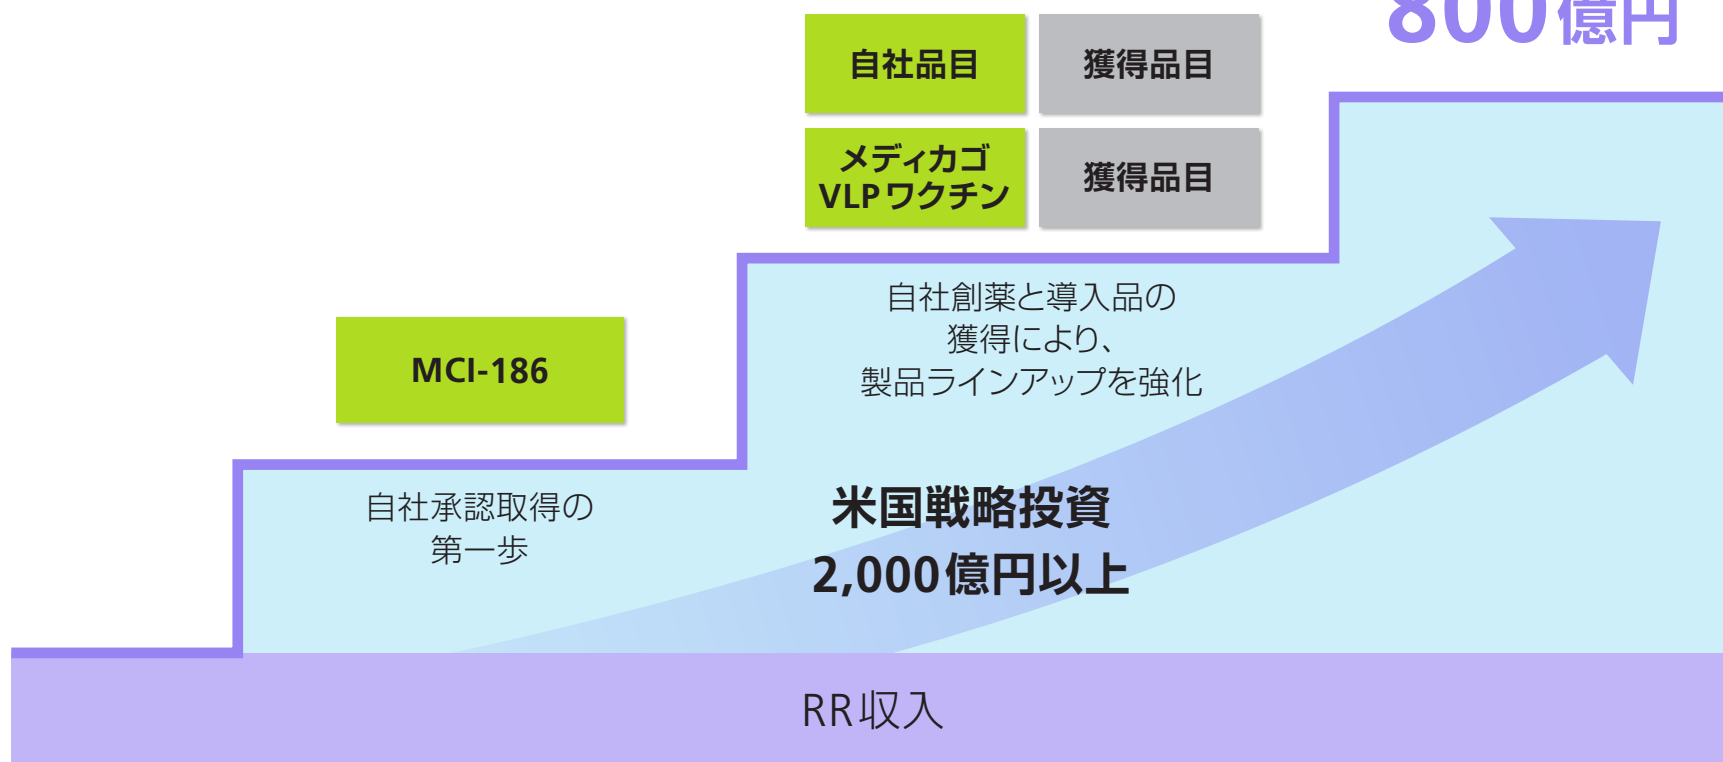 800億円
自社品目
獲得品目
メディカゴ
VLPワクチン
獲得品目
自社創薬と導入品の
獲得により、
製品ラインアップを強化
MCI-186
自社承認取得の
第一歩
米国戦略投資
2,000億円以上
RR収入